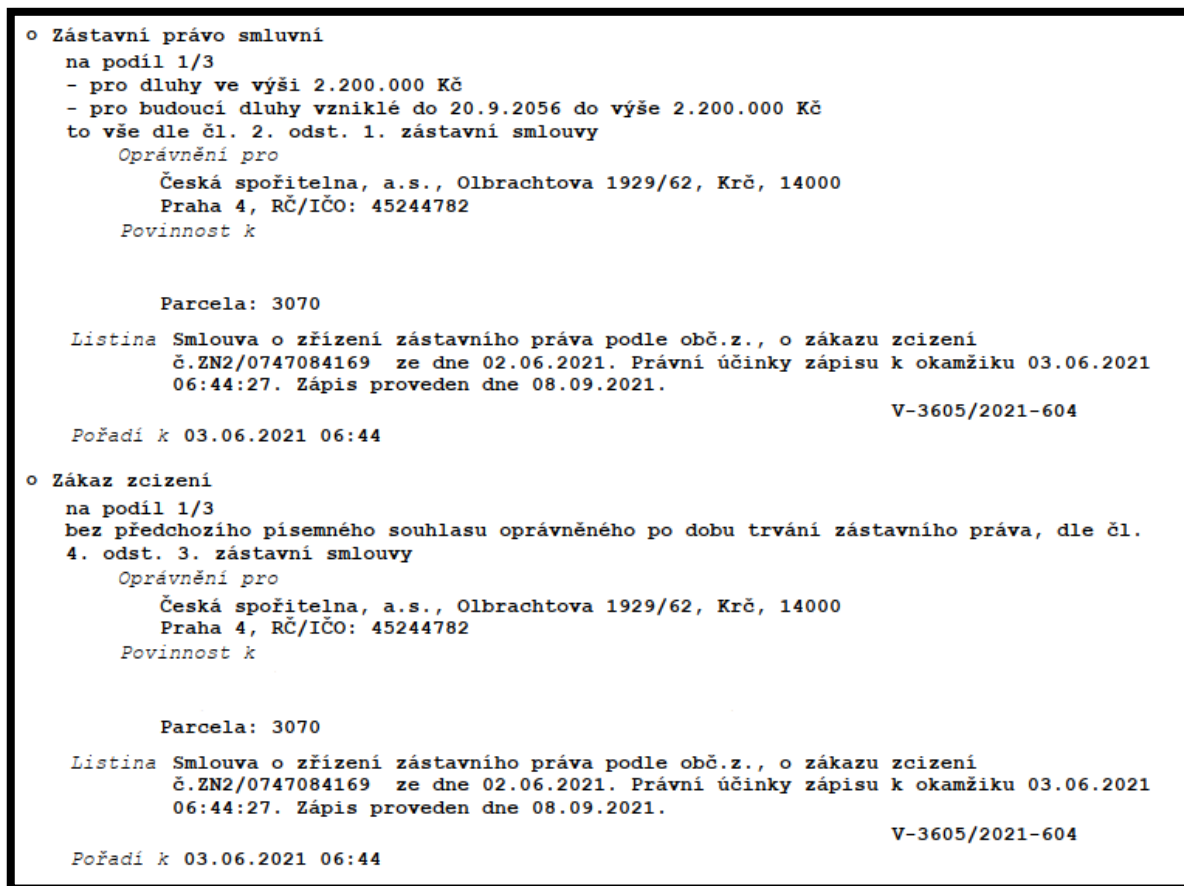 o Zástavní právo smluvní
na podíl 1/3
- pro dluhy ve výši 2.200.000 Kč
- pro budoucí dluhy vzniklé do 20.9.2056 do výše 2.200.000 Kč
to vše dle čl. 2. odst. 1. zástavní smlouvy
Oprávnění pro
Česká spořitelna, a.s., Olbrachtova 1929/62, Krč, 14000
Praha 4, RČ/IČO: 45244782
Povinnost k
Parcela: 3070
Listina Smlouva o zřízení zástavního práva podle obč.z., o zákazu zcizení
č.ZN2/0747084169 ze dne 02.06.2021. Právní účinky zápisu k okamžiku 03.06.2021
06:44:27. Zápis proveden dne 08.09.2021.
V-3605/2021-604
Pořadí k 03.06.2021 06:44
o Zákaz zcizení
na podíl 1/3
bez předchozího písemného souhlasu oprávněného po dobu trvání zástavního práva, dle čl.
4. odst. 3. zástavní smlouvy
Oprávnění pro
Česká spořitelna, a.s., Olbrachtova 1929/62, Krč, 14000
Praha 4, RČ/IČO: 45244782
Povinnost k
Parcela: 3070
Listina Smlouva o zřízení zástavního práva podle obč.z., o zákazu zcizení
č.ZN2/0747084169 ze dne 02.06.2021. Právní účinky zápisu k okamžiku 03.06.2021
06:44:27. Zápis proveden dne 08.09.2021.
V-3605/2021-604
Pořadí k 03.06.2021 06:44